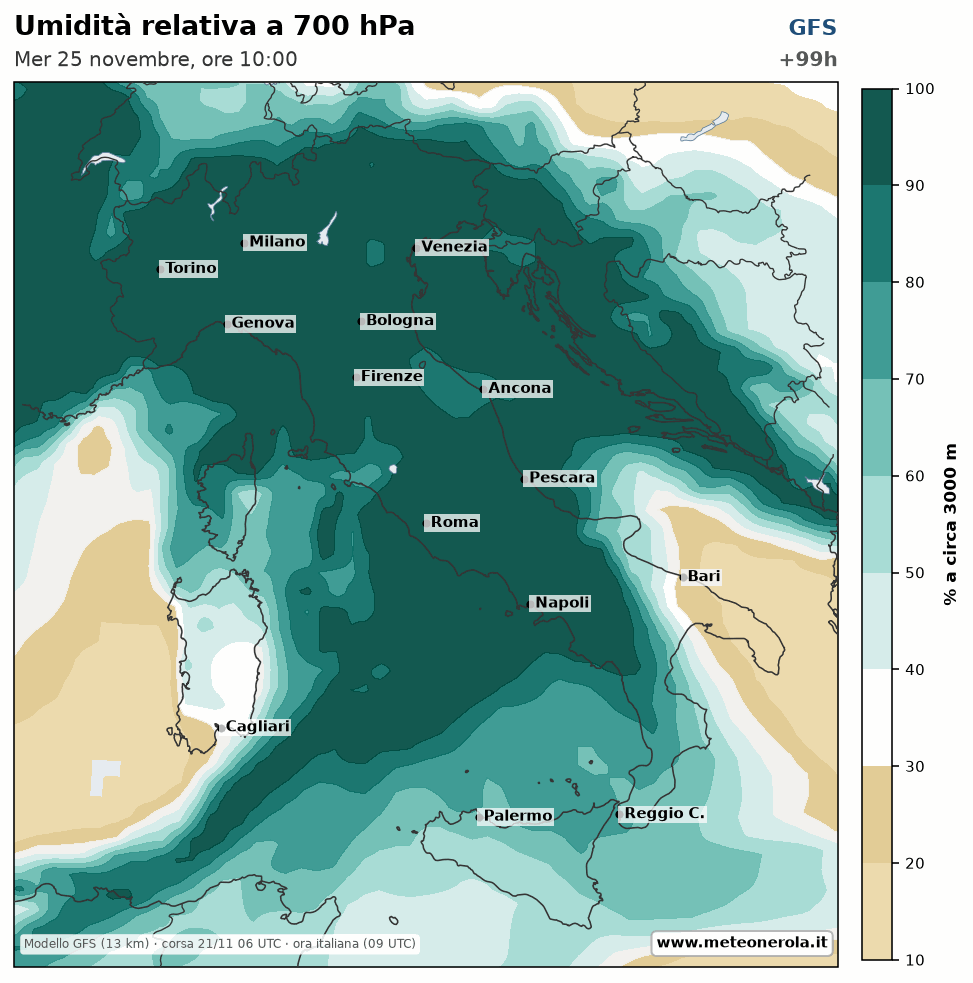 Umidità relativa a 700 hPa
GFS
Mer 25 novembre, ore 10:00
+99h
100
90
80
70
60
50
40
30
20
10
% a circa 3000 m
Milano
Venezia
Torino
Genova
Bologna
Firenze
Ancona
Pescara
Roma
Bari
Napoli
Cagliari
Palermo
Reggio C.
Modello GFS (13 km) · corsa 21/11 06 UTC · ora italiana (09 UTC)
www.meteonerola.it